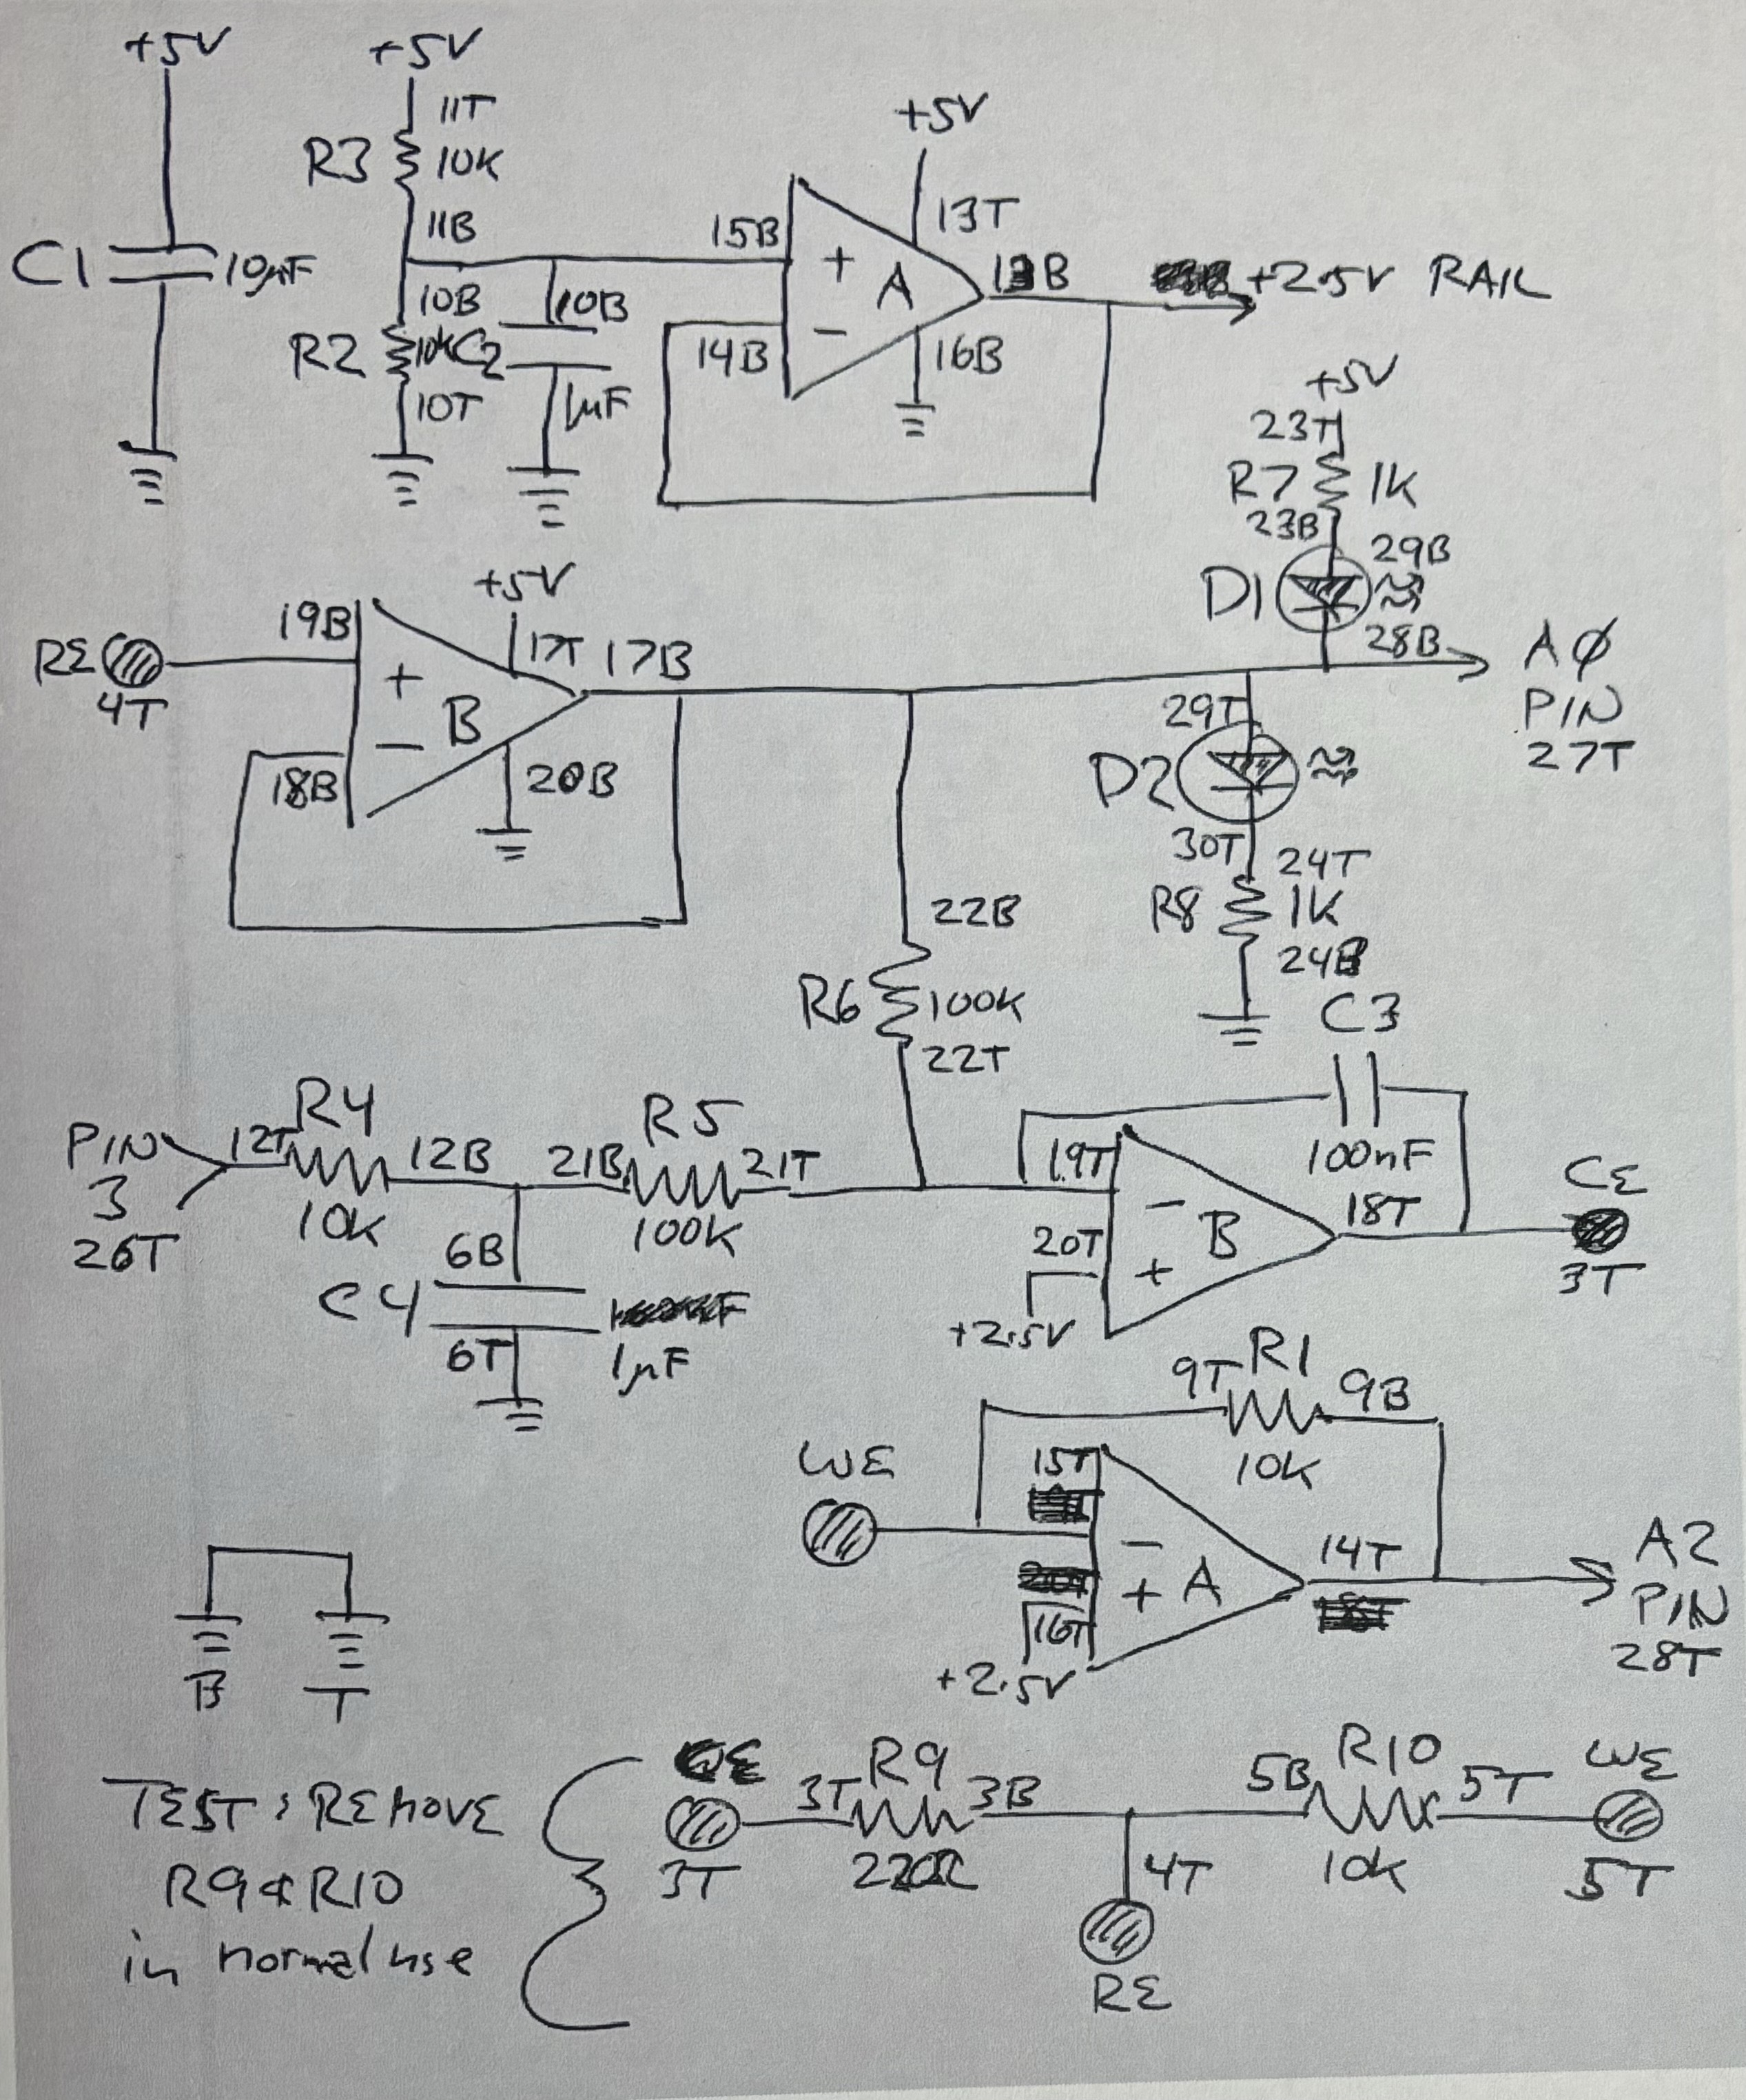 +5V
+5V
11T
R3
10K
+5V
11B
15B
13T
C1
10µF
+
A
13B
+2.5V RAIL
10B
10B
R2
10K
C2
-
14B
16B
10T
1µF
+5V
23T
R7
1K
23B
29B
D1
28B
A0
PIN
27T
+5V
19B
17T
17B
RE
4T
+
B
-
18B
20B
29T
D2
30T
24T
R8
1K
24B
22B
R6
100K
22T
C3
100nF
PIN
3
26T
12T
R4
12B
10K
21B
R5
21T
100K
19T
-
B
18T
CE
3T
20T
+
+2.5V
6B
C4
1µF
6T
9T
R1
9B
10K
WE
15T
-
A
14T
A2
PIN
28T
+
16T
+2.5V
B
T
TEST: REMOVE
R9 & R10
in normal use
CE
3T
R9
3B
5B
R10
5T
WE
3T
220Ω
4T
10K
5T
RE